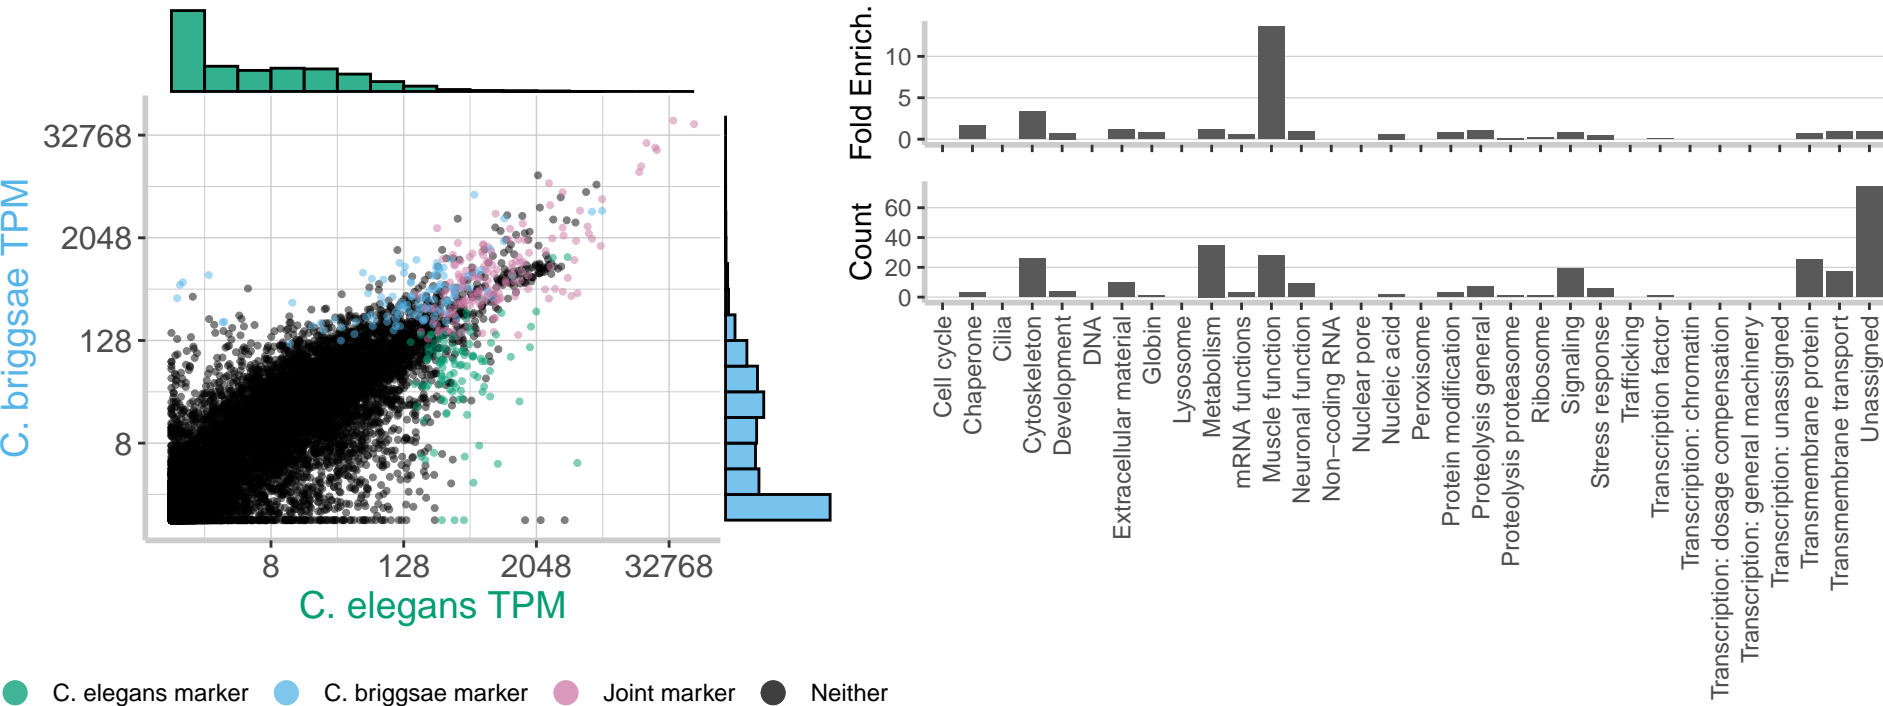 C. briggsae TPM
32768
2048
128
8
8
128
2048
32768
C. elegans TPM
C. elegans marker
C. briggsae marker
Joint marker
Neither
Fold Enrich.
10
5
0
Count
60
40
20
0
Cell cycle
Chaperone
Cilia
Cytoskeleton
Development
DNA
Extracellular material
Globin
Lysosome
Metabolism
mRNA functions
Muscle function
Neuronal function
Non−coding RNA
Nuclear pore
Nucleic acid
Peroxisome
Protein modification
Proteolysis general
Proteolysis proteasome
Ribosome
Signaling
Stress response
Trafficking
Transcription factor
Transcription: chromatin
Transcription: dosage compensation
Transcription: general machinery
Transcription: unassigned
Transmembrane protein
Transmembrane transport
Unassigned